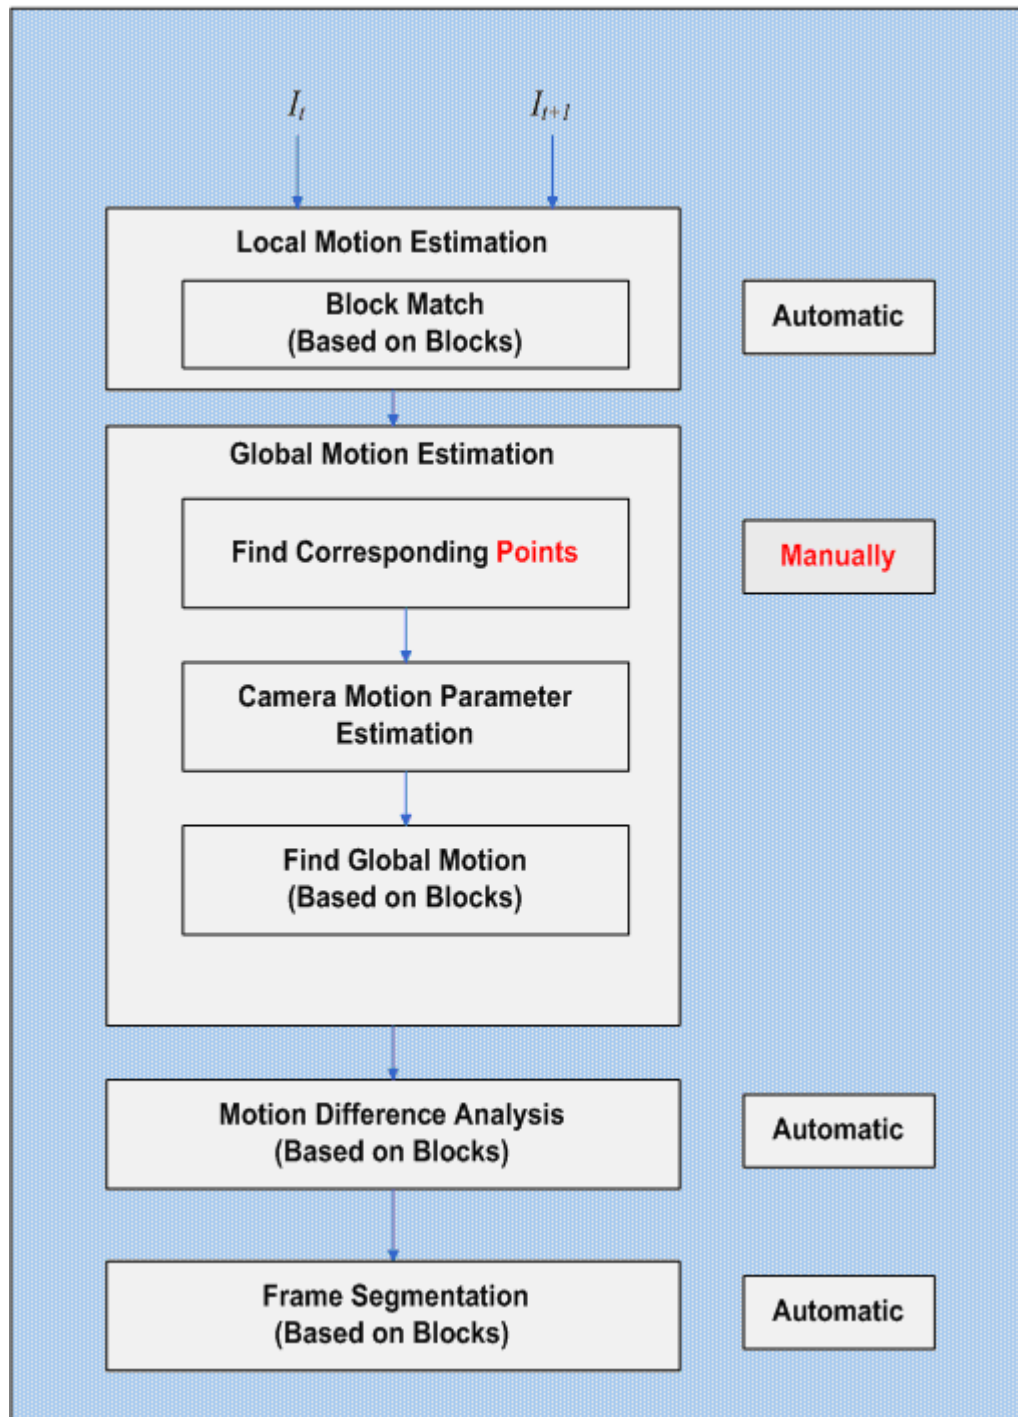 I_t
I_{t+1}
Local Motion Estimation
Block Match
(Based on Blocks)
Automatic
Global Motion Estimation
Find Corresponding Points
Manually
Camera Motion Parameter
Estimation
Find Global Motion
(Based on Blocks)
Motion Difference Analysis
(Based on Blocks)
Automatic
Frame Segmentation
(Based on Blocks)
Automatic